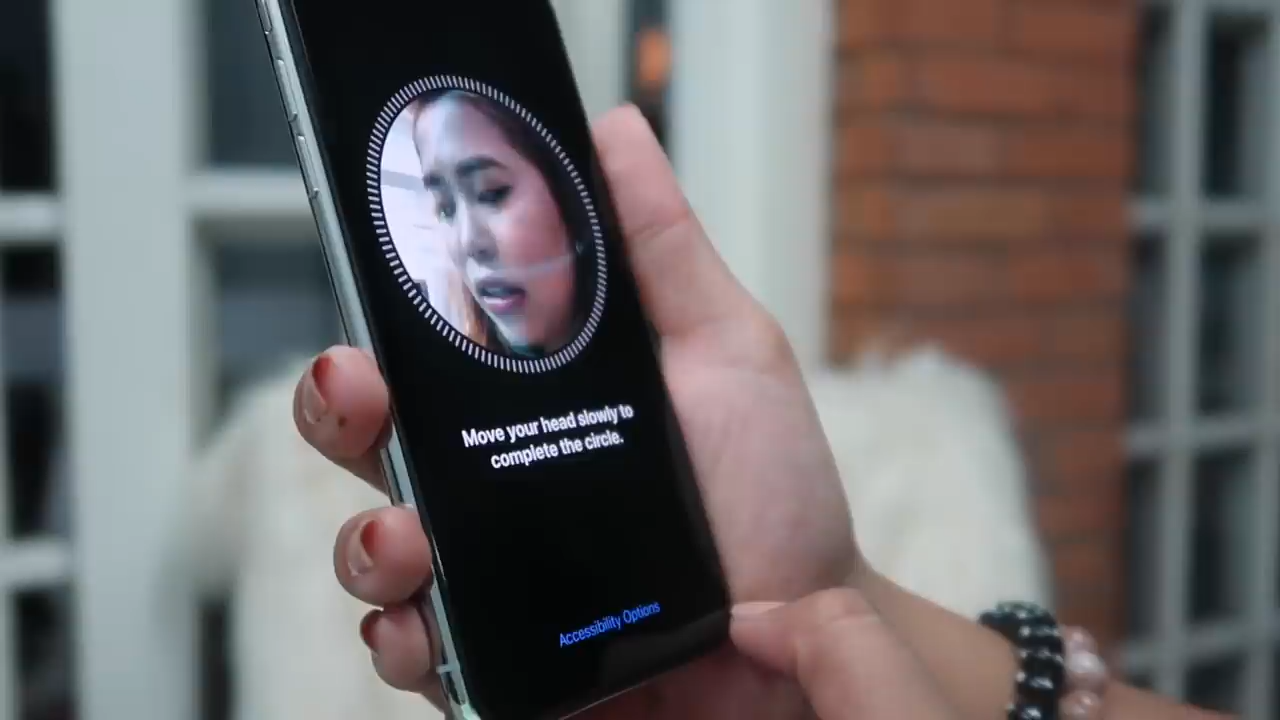 Move your head slowly to
complete the circle.
Accessibility Options